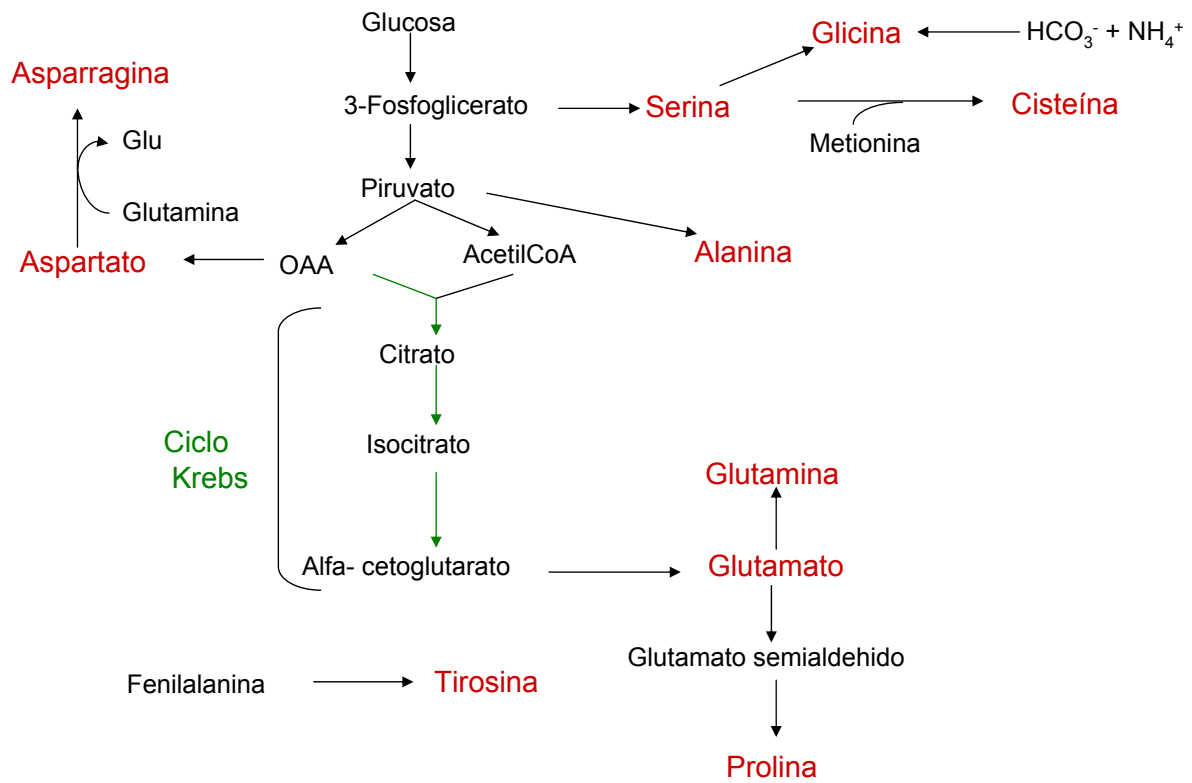 Glucosa
Glicina
HCO₃⁻ + NH₄⁺
Asparragina
3-Fosfoglicerato
Serina
Cisteína
Glu
Metionina
Piruvato
Glutamina
Aspartato
OAA
AcetilCoA
Alanina
Citrato
Ciclo
Krebs
Isocitrato
Glutamina
Alfa- cetoglutarato
Glutamato
Glutamato semialdehido
Fenilalanina
Tirosina
Prolina